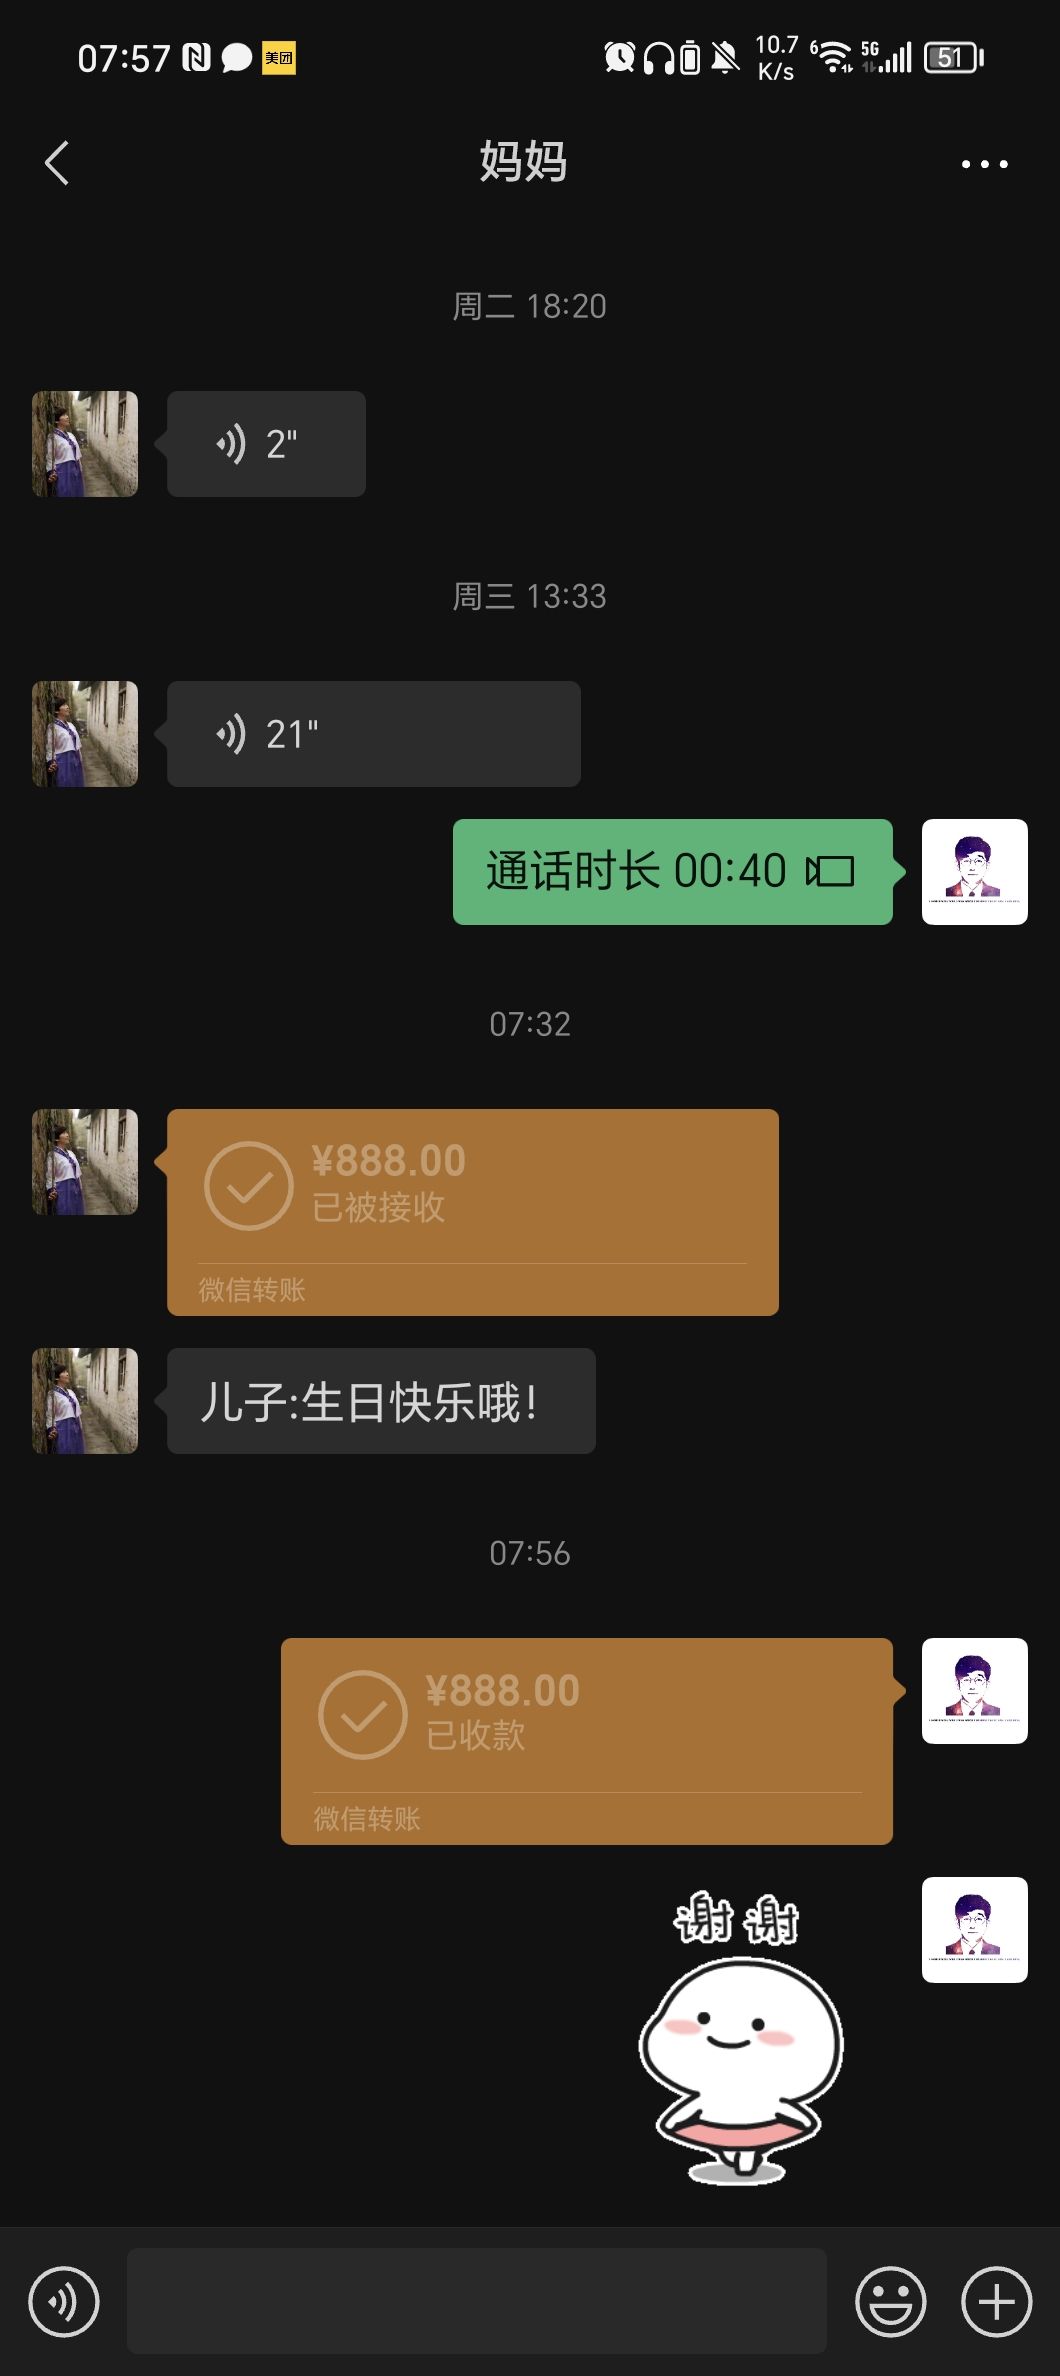 07:57
美团
10.7
K/s
6
5G
51
妈妈
周二 18:20
2"
周三 13:33
21"
通话时长 00:40
07:32
¥888.00
已被接收
微信转账
儿子:生日快乐哦!
07:56
¥888.00
已收款
微信转账
谢谢